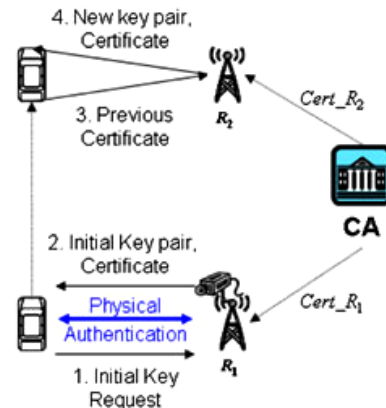 4. New key pair,
Certificate
3. Previous
Certificate
R₂
Cert_R₂
CA
2. Initial Key pair,
Certificate
Physical
Authentication
R₁
Cert_R₁
1. Initial Key
Request